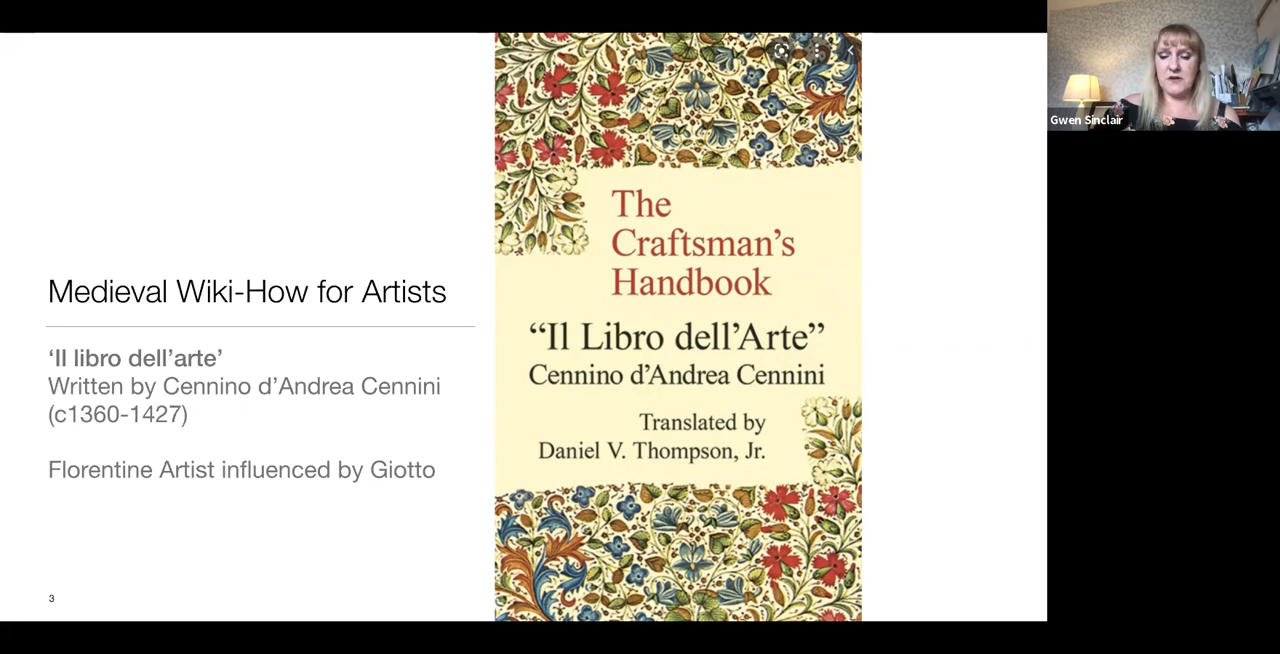 Medieval Wiki-How for Artists
‘Il libro dell’arte’
Written by Cennino d’Andrea Cennini
(c1360-1427)
Florentine Artist influenced by Giotto
3
The
Craftsman’s
Handbook
“Il Libro dell’Arte”
Cennino d’Andrea Cennini
Translated by
Daniel V. Thompson, Jr.
Gwen Sinclair